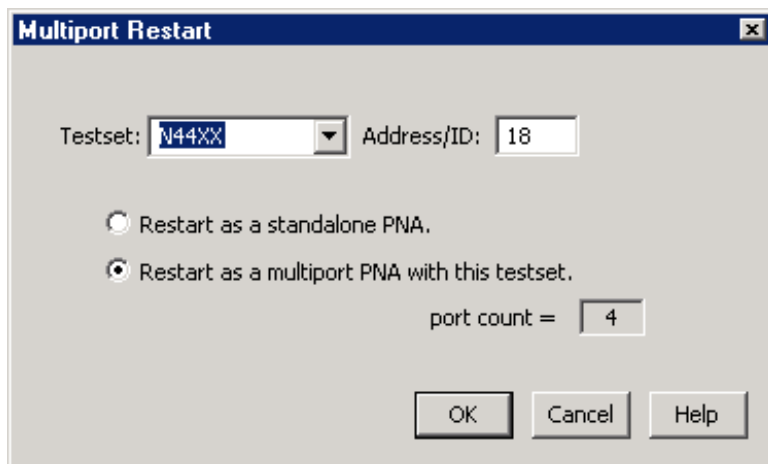 Multiport Restart
Testset: N44XX Address/ID: 18
Restart as a standalone PNA.
Restart as a multiport PNA with this testset.
port count = 4
OK Cancel Help